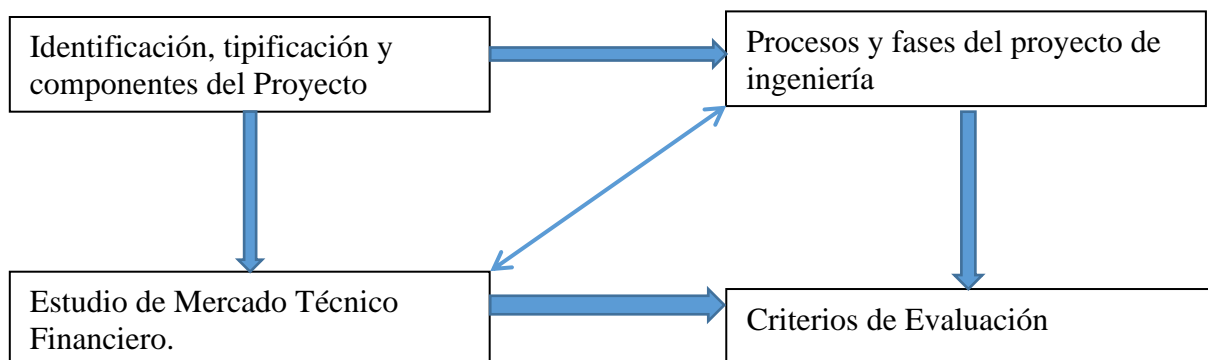 Identificación, tipificación y
componentes del Proyecto
Procesos y fases del proyecto de
ingeniería
Estudio de Mercado Técnico
Financiero.
Criterios de Evaluación